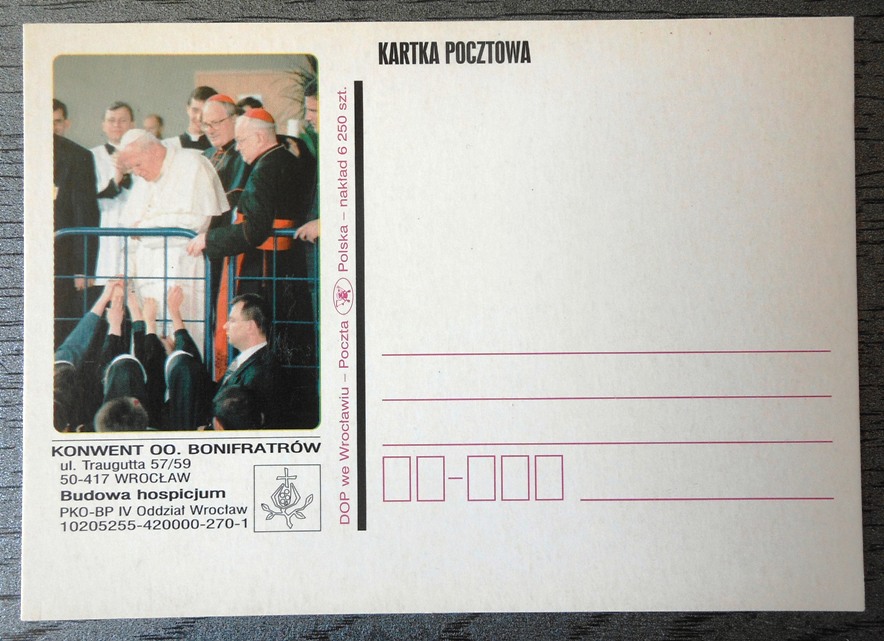 KARTKA POCZTOWA
KONWENT OO. BONIFRATRÓW
ul. Traugutta 57/59
50-417 WROCŁAW
Budowa hospicjum
PKO-BP IV Oddział Wrocław
10205255-420000-270-1
DOP we Wrocławiu – Poczta Polska – nakład 6 250 szt.